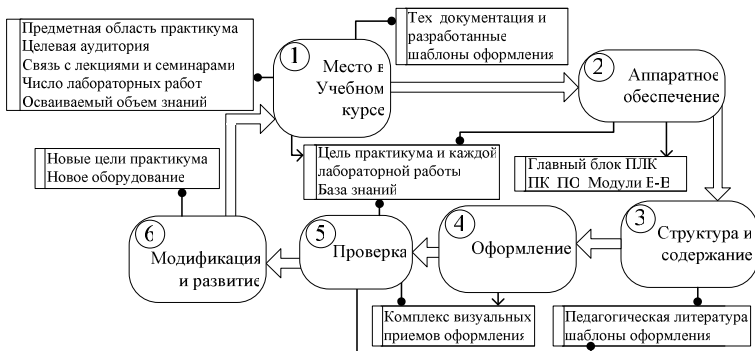 Предметная область практикума
Целевая аудитория
Связь с лекциями и семинарами
Число лабораторных работ
Осваиваемый объем знаний
Тех документация и
разработанные
шаблоны оформления
1
Место в
Учебном
курсе
2
Аппаратное
обеспечение
Новые цели практикума
Новое оборудование
Цель практикума и каждой
лабораторной работы
База знаний
Главный блок ПЛК
ПК ПО Модули В-В
6
Модификация
и развитие
5
Проверка
4
Оформление
3
Структура и
содержание
Комплекс визуальных
приемов оформления
Педагогическая литература
шаблоны оформления